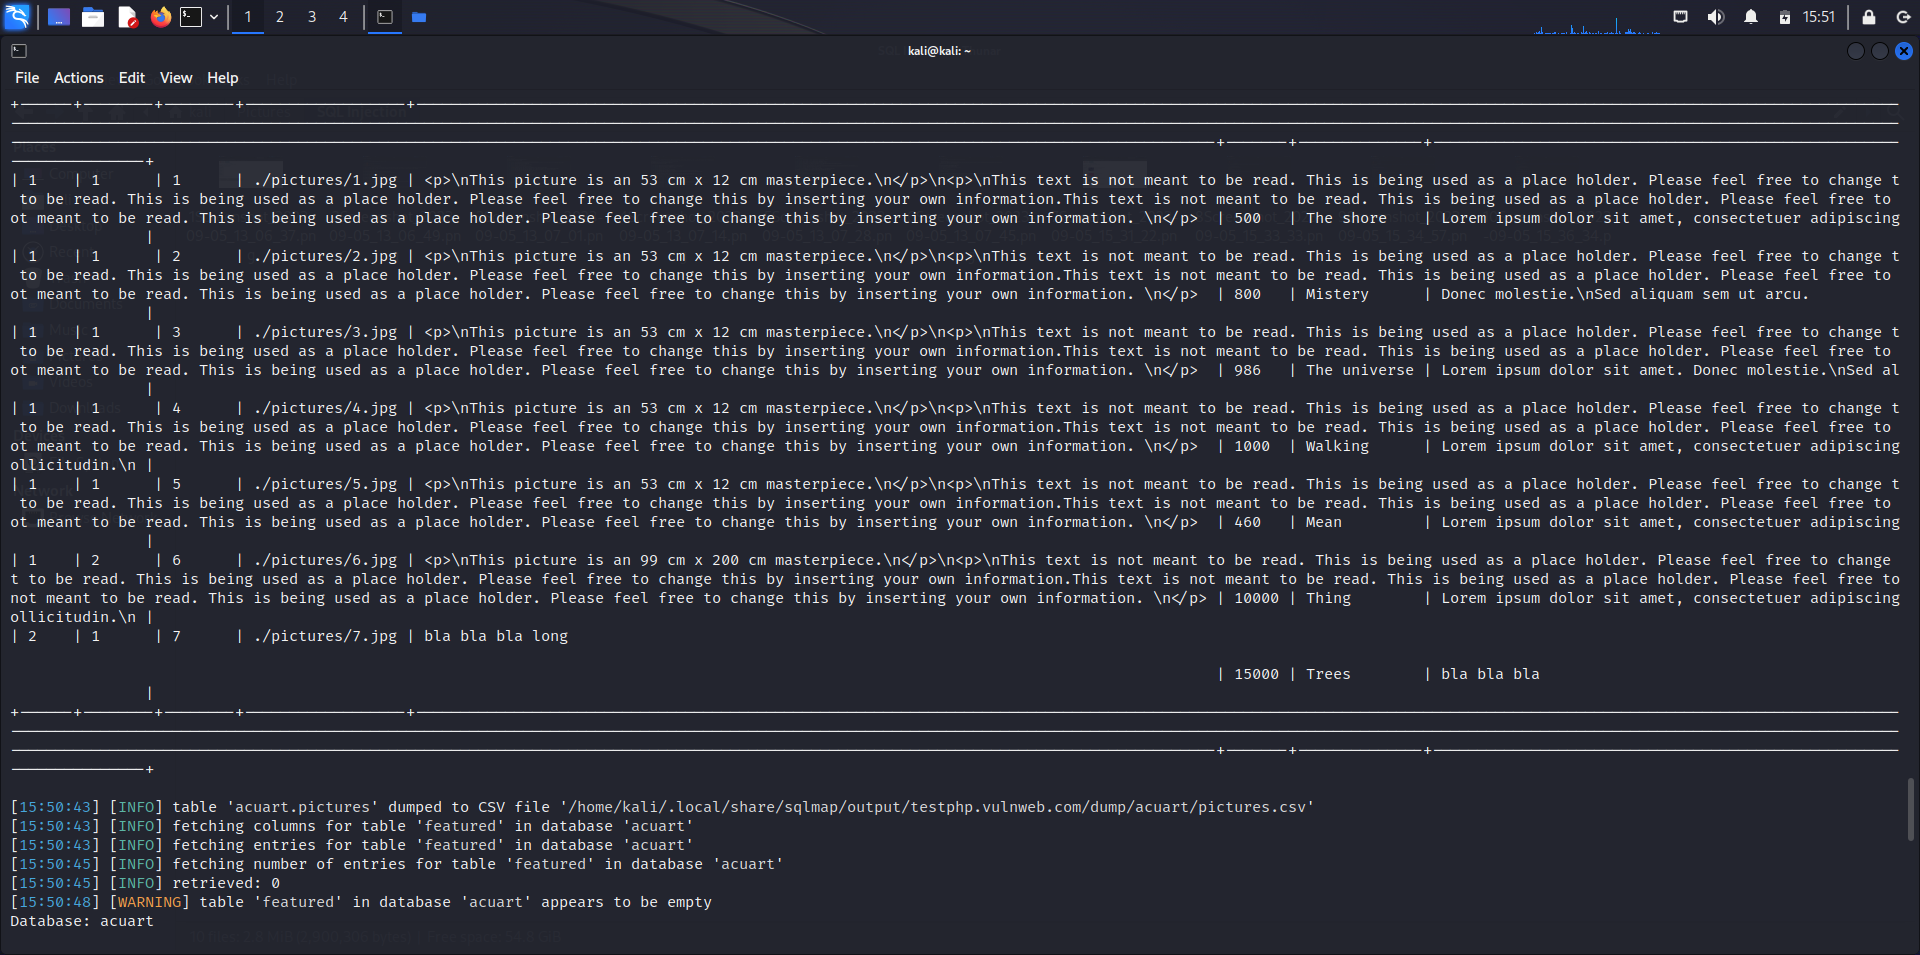 1 2 3 4 15:51
kali@kali: ~
File Actions Edit View Help
| 1 | 1 | 1 | ./pictures/1.jpg | <p>\nThis picture is an 53 cm x 12 cm masterpiece.\n</p>\n<p>\nThis text is not meant to be read. This is being used as a place holder. Please feel free to change t
to be read. This is being used as a place holder. Please feel free to change this by inserting your own information.This text is not meant to be read. This is being used as a place holder. Please feel free to
ot meant to be read. This is being used as a place holder. Please feel free to change this by inserting your own information. \n</p> | 500 | The shore | Lorem ipsum dolor sit amet, consectetuer adipiscing
|
| 1 | 1 | 2 | ./pictures/2.jpg | <p>\nThis picture is an 53 cm x 12 cm masterpiece.\n</p>\n<p>\nThis text is not meant to be read. This is being used as a place holder. Please feel free to change t
to be read. This is being used as a place holder. Please feel free to change this by inserting your own information.This text is not meant to be read. This is being used as a place holder. Please feel free to
ot meant to be read. This is being used as a place holder. Please feel free to change this by inserting your own information. \n</p> | 800 | Mistery | Donec molestie.\nSed aliquam sem ut arcu.
|
| 1 | 1 | 3 | ./pictures/3.jpg | <p>\nThis picture is an 53 cm x 12 cm masterpiece.\n</p>\n<p>\nThis text is not meant to be read. This is being used as a place holder. Please feel free to change t
to be read. This is being used as a place holder. Please feel free to change this by inserting your own information.This text is not meant to be read. This is being used as a place holder. Please feel free to
ot meant to be read. This is being used as a place holder. Please feel free to change this by inserting your own information. \n</p> | 986 | The universe | Lorem ipsum dolor sit amet. Donec molestie.\nSed al
|
| 1 | 1 | 4 | ./pictures/4.jpg | <p>\nThis picture is an 53 cm x 12 cm masterpiece.\n</p>\n<p>\nThis text is not meant to be read. This is being used as a place holder. Please feel free to change t
to be read. This is being used as a place holder. Please feel free to change this by inserting your own information.This text is not meant to be read. This is being used as a place holder. Please feel free to
ot meant to be read. This is being used as a place holder. Please feel free to change this by inserting your own information. \n</p> | 1000 | Walking | Lorem ipsum dolor sit amet, consectetuer adipiscing
ollicitudin.\n |
| 1 | 1 | 5 | ./pictures/5.jpg | <p>\nThis picture is an 53 cm x 12 cm masterpiece.\n</p>\n<p>\nThis text is not meant to be read. This is being used as a place holder. Please feel free to change t
to be read. This is being used as a place holder. Please feel free to change this by inserting your own information.This text is not meant to be read. This is being used as a place holder. Please feel free to
ot meant to be read. This is being used as a place holder. Please feel free to change this by inserting your own information. \n</p> | 460 | Mean | Lorem ipsum dolor sit amet, consectetuer adipiscing
|
| 1 | 2 | 6 | ./pictures/6.jpg | <p>\nThis picture is an 99 cm x 200 cm masterpiece.\n</p>\n<p>\nThis text is not meant to be read. This is being used as a place holder. Please feel free to change
t to be read. This is being used as a place holder. Please feel free to change this by inserting your own information.This text is not meant to be read. This is being used as a place holder. Please feel free to
not meant to be read. This is being used as a place holder. Please feel free to change this by inserting your own information. \n</p> | 10000 | Thing | Lorem ipsum dolor sit amet, consectetuer adipiscing
ollicitudin.\n |
| 2 | 1 | 7 | ./pictures/7.jpg | bla bla bla long
| 15000 | Trees | bla bla bla
|
[15:50:43] [INFO] table 'acuart.pictures' dumped to CSV file '/home/kali/.local/share/sqlmap/output/testphp.vulnweb.com/dump/acuart/pictures.csv'
[15:50:43] [INFO] fetching columns for table 'featured' in database 'acuart'
[15:50:43] [INFO] fetching entries for table 'featured' in database 'acuart'
[15:50:45] [INFO] fetching number of entries for table 'featured' in database 'acuart'
[15:50:45] [INFO] retrieved: 0
[15:50:48] [WARNING] table 'featured' in database 'acuart' appears to be empty
Database: acuart